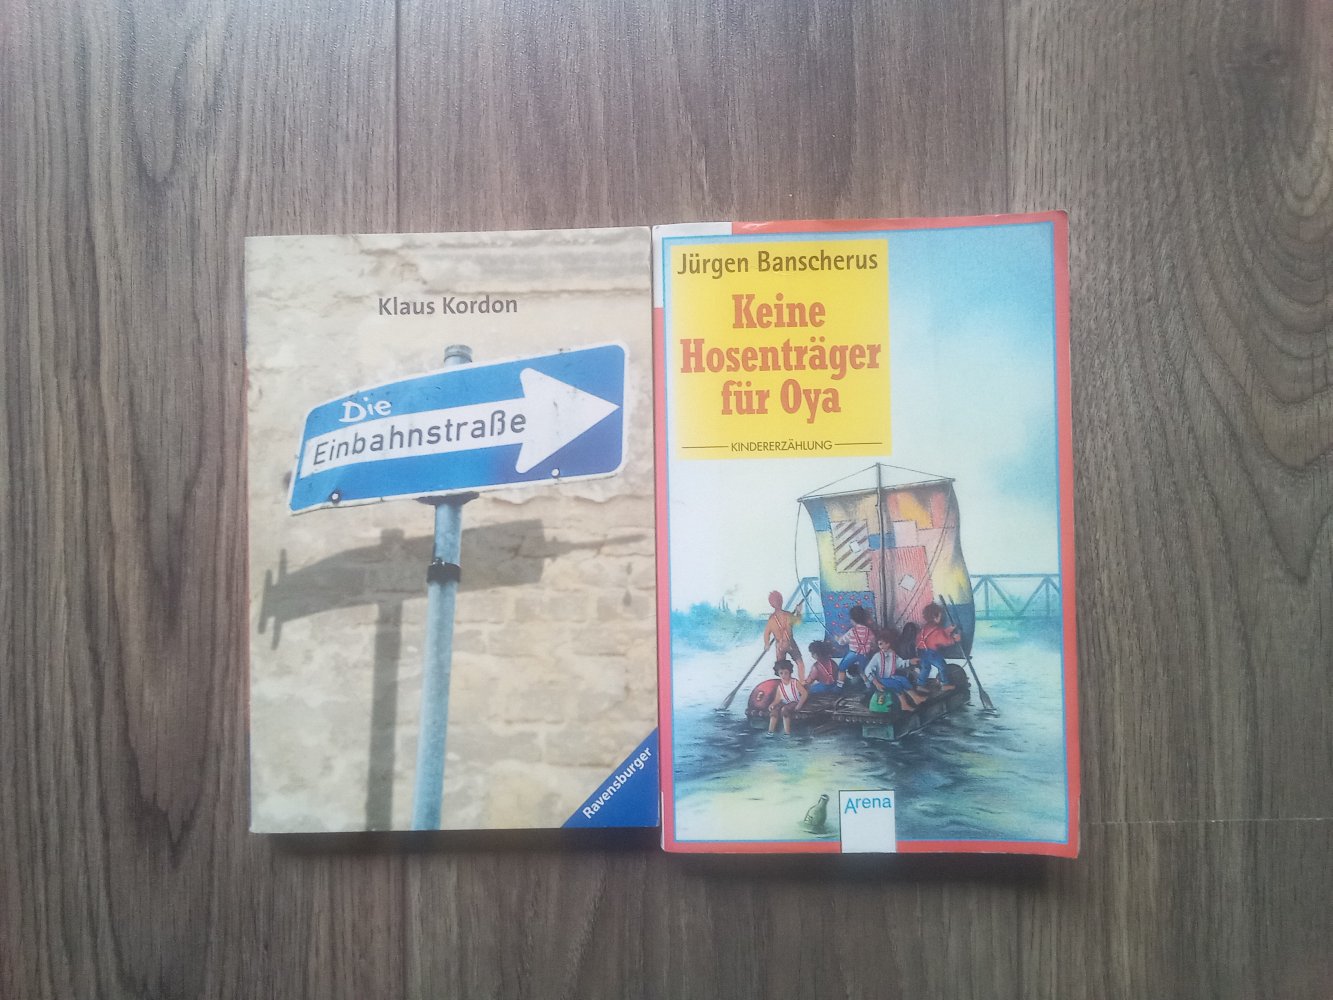 Klaus Kordon
Die
Einbahnstraße
Ravensburger
Jürgen Banscherus
Keine
Hosenträger
für Oya
KINDERERZÄHLUNG
Arena